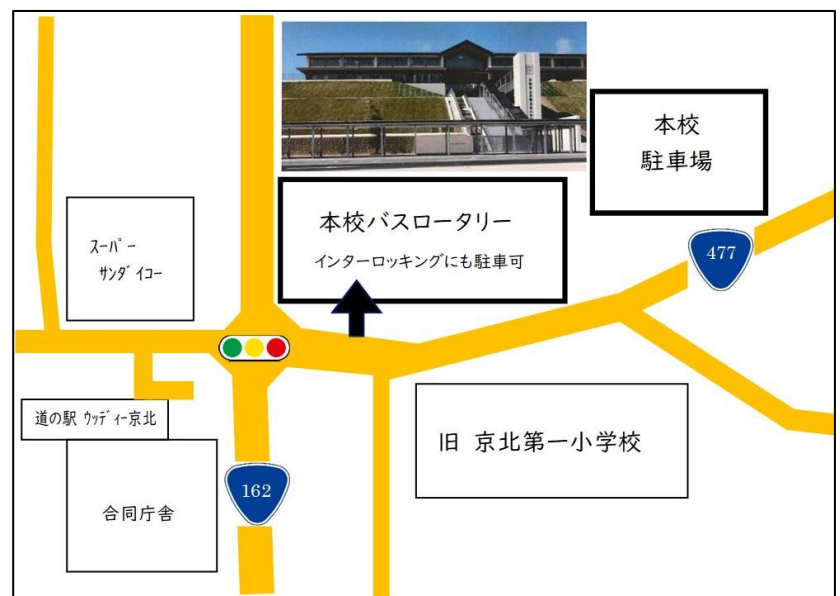 本校
駐車場
本校バスロータリー
インターロッキングにも駐車可
477
ｽｰﾊﾟｰ
ｻﾝﾀﾞｲｺｰ
道の駅 ｳｯﾃﾞｨｰ京北
旧 京北第一小学校
162
合同庁舎